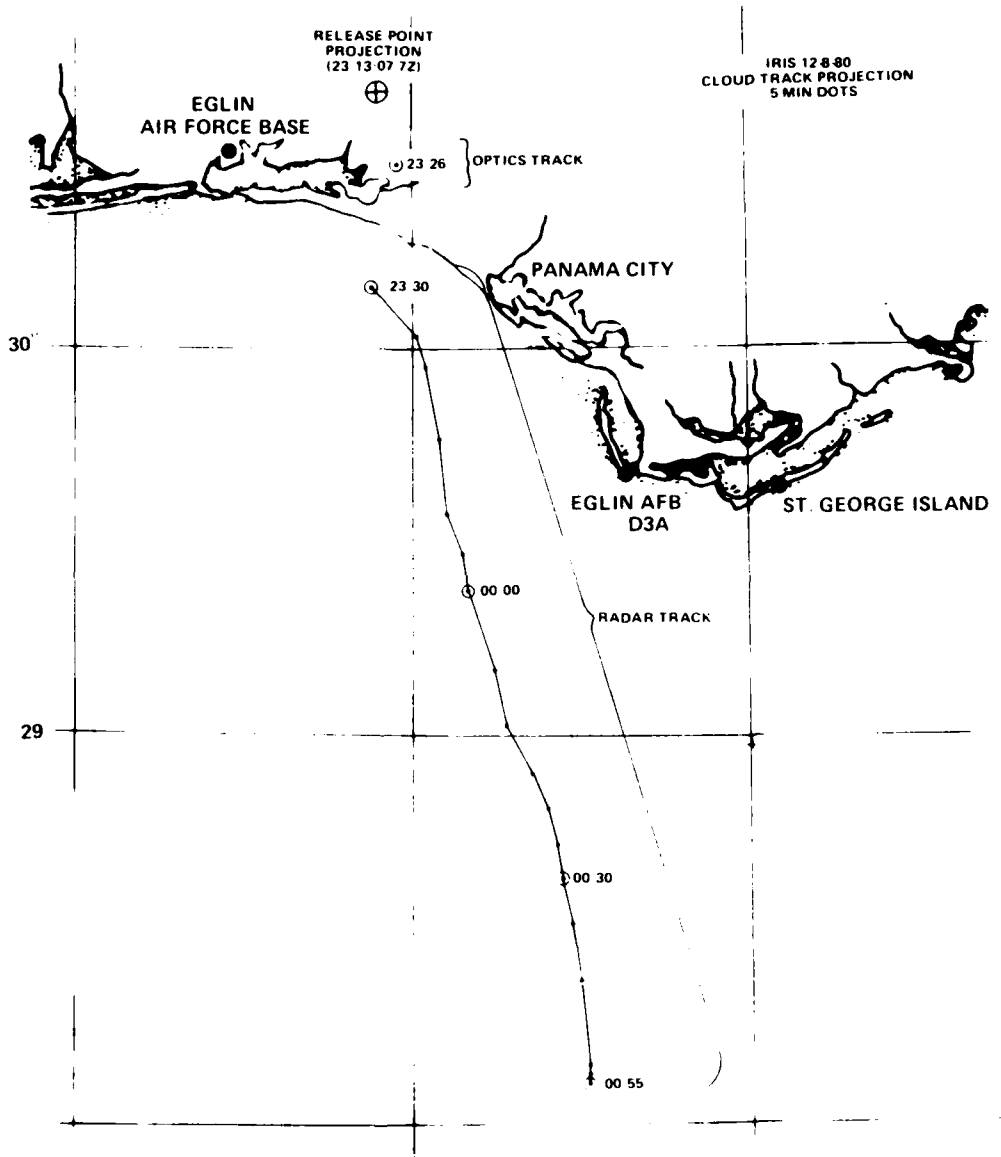 RELEASE POINT
PROJECTION
(23 13·07 72)
IRIS 12-8-80
CLOUD TRACK PROJECTION
5 MIN DOTS
EGLIN
AIR FORCE BASE
23 26
OPTICS TRACK
PANAMA CITY
23 30
30
EGLIN AFB
D3A
ST. GEORGE ISLAND
00 00
RADAR TRACK
29
00 30
00 55